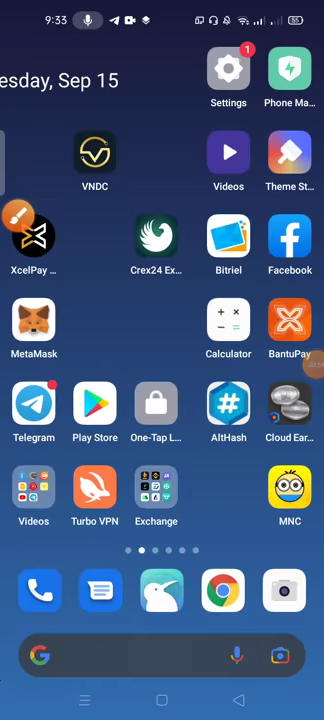 9:33
55
esday, Sep 15
1
Settings
Phone Ma...
VNDC
Videos
Theme St...
XcelPay ...
Crex24 Ex...
Bitriel
Facebook
MetaMask
Calculator
BantuPay
Telegram
Play Store
One-Tap L...
AltHash
Cloud Ear...
Videos
Turbo VPN
Exchange
MNC